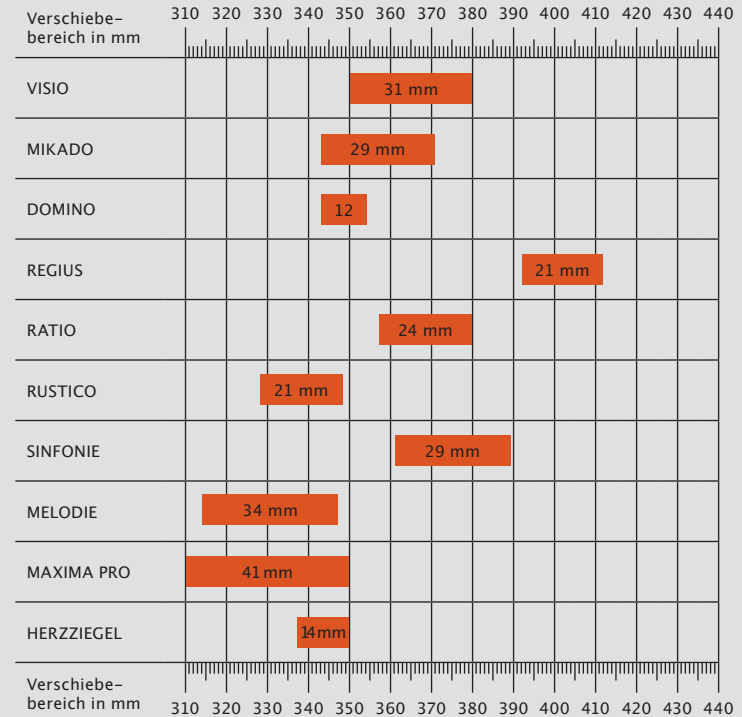 Verschiebe–
bereich in mm
310 320 330 340 350 360 370 380 390 400 410 420 430 440
VISIO 31 mm
MIKADO 29 mm
DOMINO 12
REGIUS 21 mm
RATIO 24 mm
RUSTICO 21 mm
SINFONIE 29 mm
MELODIE 34 mm
MAXIMA PRO 41 mm
HERZZIEGEL 14 mm
Verschiebe–
bereich in mm
310 320 330 340 350 360 370 380 390 400 410 420 430 440